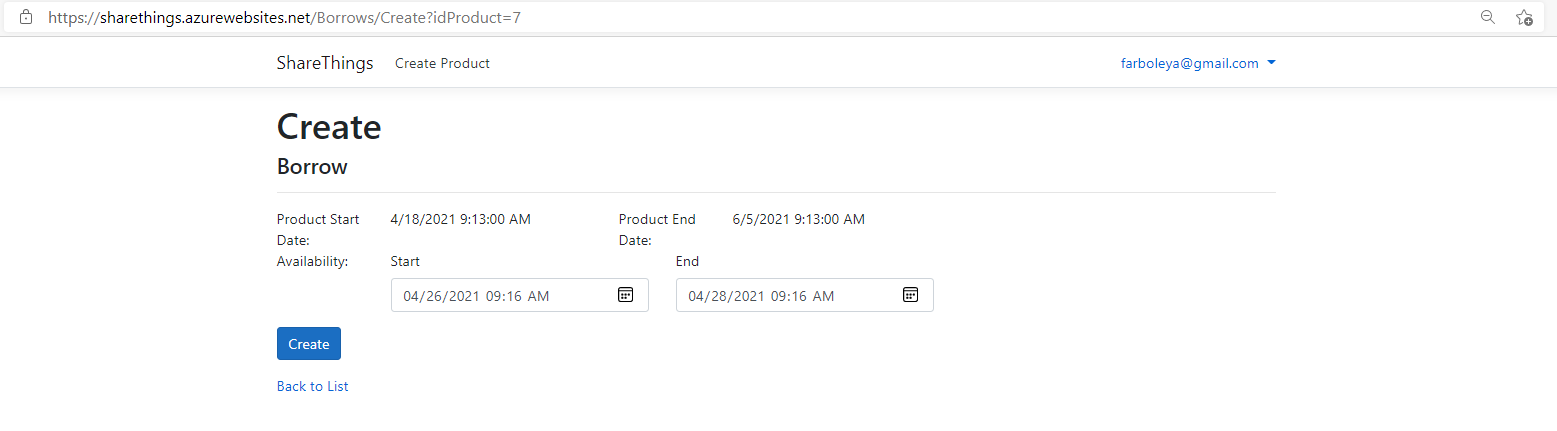 https://sharethings.azurewebsites.net/Borrows/Create?idProduct=7
ShareThings Create Product farboleya@gmail.com
Create
Borrow
Product Start 4/18/2021 9:13:00 AM Product End 6/5/2021 9:13:00 AM
Date: Date:
Availability: Start End
04/26/2021 09:16 AM 04/28/2021 09:16 AM
Create
Back to List